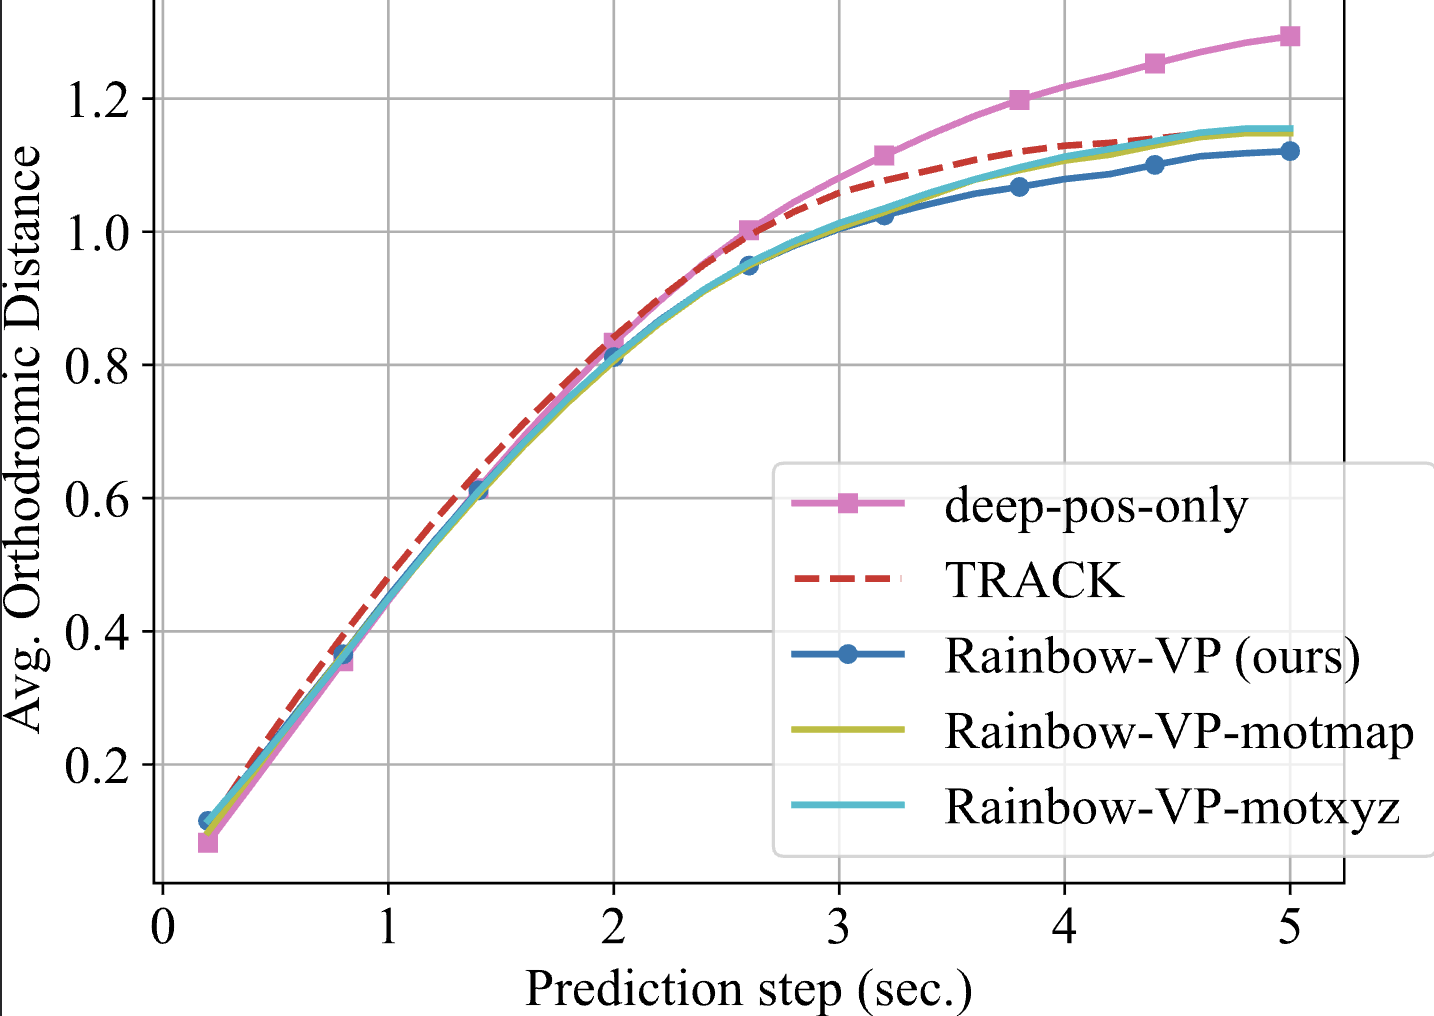 Avg. Orthodromic Distance
1.2
1.0
0.8
0.6
0.4
0.2
0 1 2 3 4 5
Prediction step (sec.)
deep-pos-only
TRACK
Rainbow-VP (ours)
Rainbow-VP-motmap
Rainbow-VP-motxyz